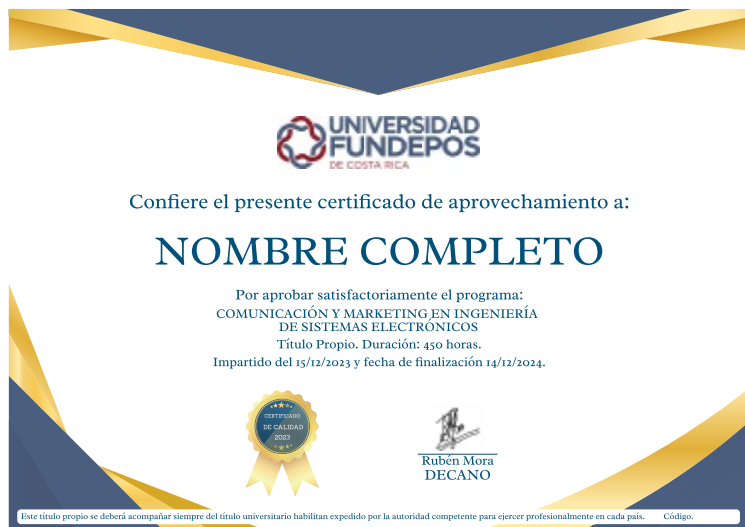 UNIVERSIDAD
FUNDEPOS
DE COSTA RICA
Confiere el presente certificado de aprovechamiento a:
NOMBRE COMPLETO
Por aprobar satisfactoriamente el programa:
COMUNICACIÓN Y MARKETING EN INGENIERÍA
DE SISTEMAS ELECTRÓNICOS
Título Propio. Duración: 450 horas.
Impartido del 15/12/2023 y fecha de finalización 14/12/2024.
CERTIFICADO
DE CALIDAD
2023
Rubén Mora
DECANO
Este título propio se deberá acompañar siempre del título universitario habilitan expedido por la autoridad competente para ejercer profesionalmente en cada país. Código.